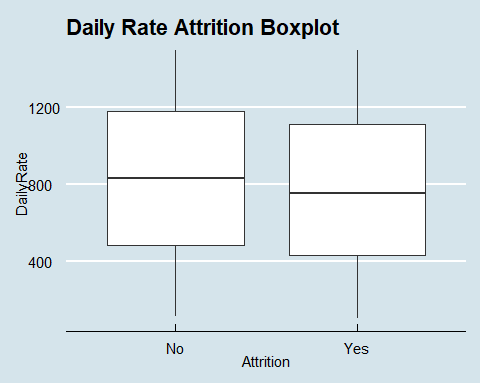 Daily Rate Attrition Boxplot
1200
800
400
DailyRate
No
Yes
Attrition